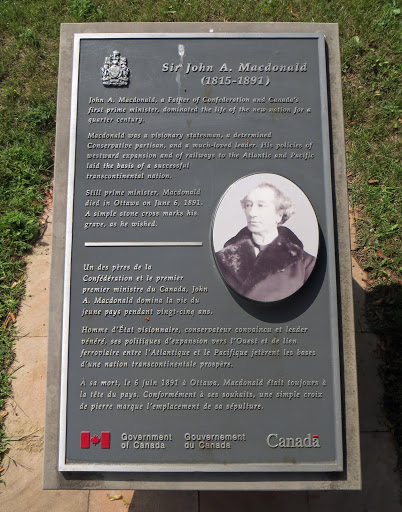 Sir John A. Macdonald
(1815-1891)
John A. Macdonald, a Father of Confederation and Canada's
first prime minister, dominated the life of the new nation for a
quarter century.
Macdonald was a visionary statesman, a determined
Conservative partisan, and a much-loved leader. His policies of
westward expansion and of railways to the Atlantic and Pacific
laid the basis of a successful
transcontinental nation.
Still prime minister, Macdonald
died in Ottawa on June 6, 1891.
A simple stone cross marks his
grave, as he wished.
Un des pères de la
Confédération et le premier
premier ministre du Canada, John
A. Macdonald domina la vie du
jeune pays pendant vingt-cinq ans.
Homme d'État visionnaire, conservateur convaincu et leader
vénéré, ses politiques d'expansion vers l'Ouest et de lien
ferroviaire entre l'Atlantique et le Pacifique jetèrent les bases
d'une nation transcontinentale prospère.
À sa mort, le 6 juin 1891 à Ottawa, Macdonald était toujours à
la tête du pays. Conformément à ses souhaits, une simple croix
de pierre marque l'emplacement de sa sépulture.
Government Gouvernement
of Canada du Canada
Canada